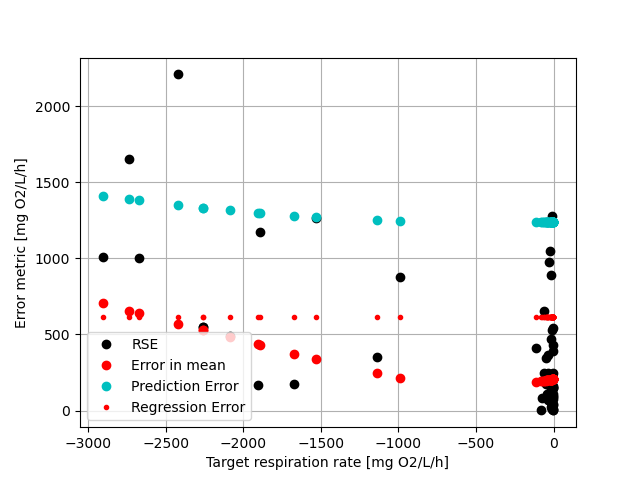 2000
1500
1000
500
0
Error metric [mg O2/L/h]
RSE
Error in mean
Prediction Error
Regression Error
−3000 −2500 −2000 −1500 −1000 −500 0
Target respiration rate [mg O2/L/h]